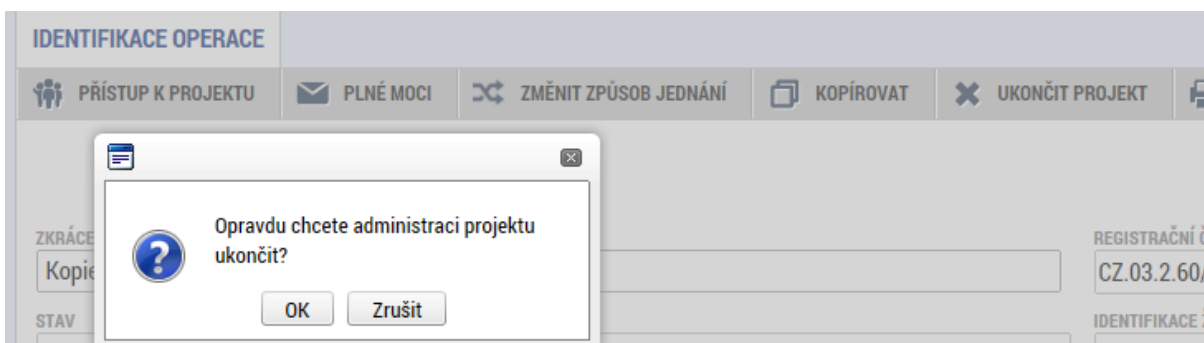 IDENTIFIKACE OPERACE
PŘÍSTUP K PROJEKTU PLNÉ MOCI ZMĚNIT ZPŮSOB JEDNÁNÍ KOPÍROVAT UKONČIT PROJEKT
Opravdu chcete administraci projektu
ukončit?
OK Zrušit
REGISTRAČNÍ
CZ.03.2.60/
STAV
IDENTIFIKACE